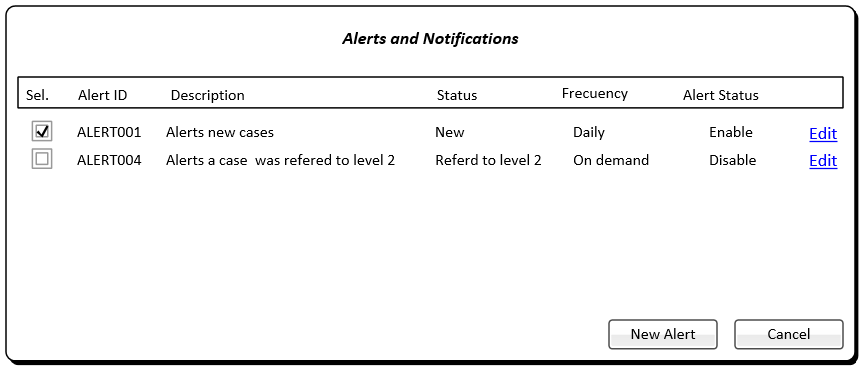 Alerts and Notifications
Sel. Alert ID Description Status Frecuency Alert Status
ALERT001 Alerts new cases New Daily Enable Edit
ALERT004 Alerts a case was refered to level 2 Referd to level 2 On demand Disable Edit
New Alert Cancel